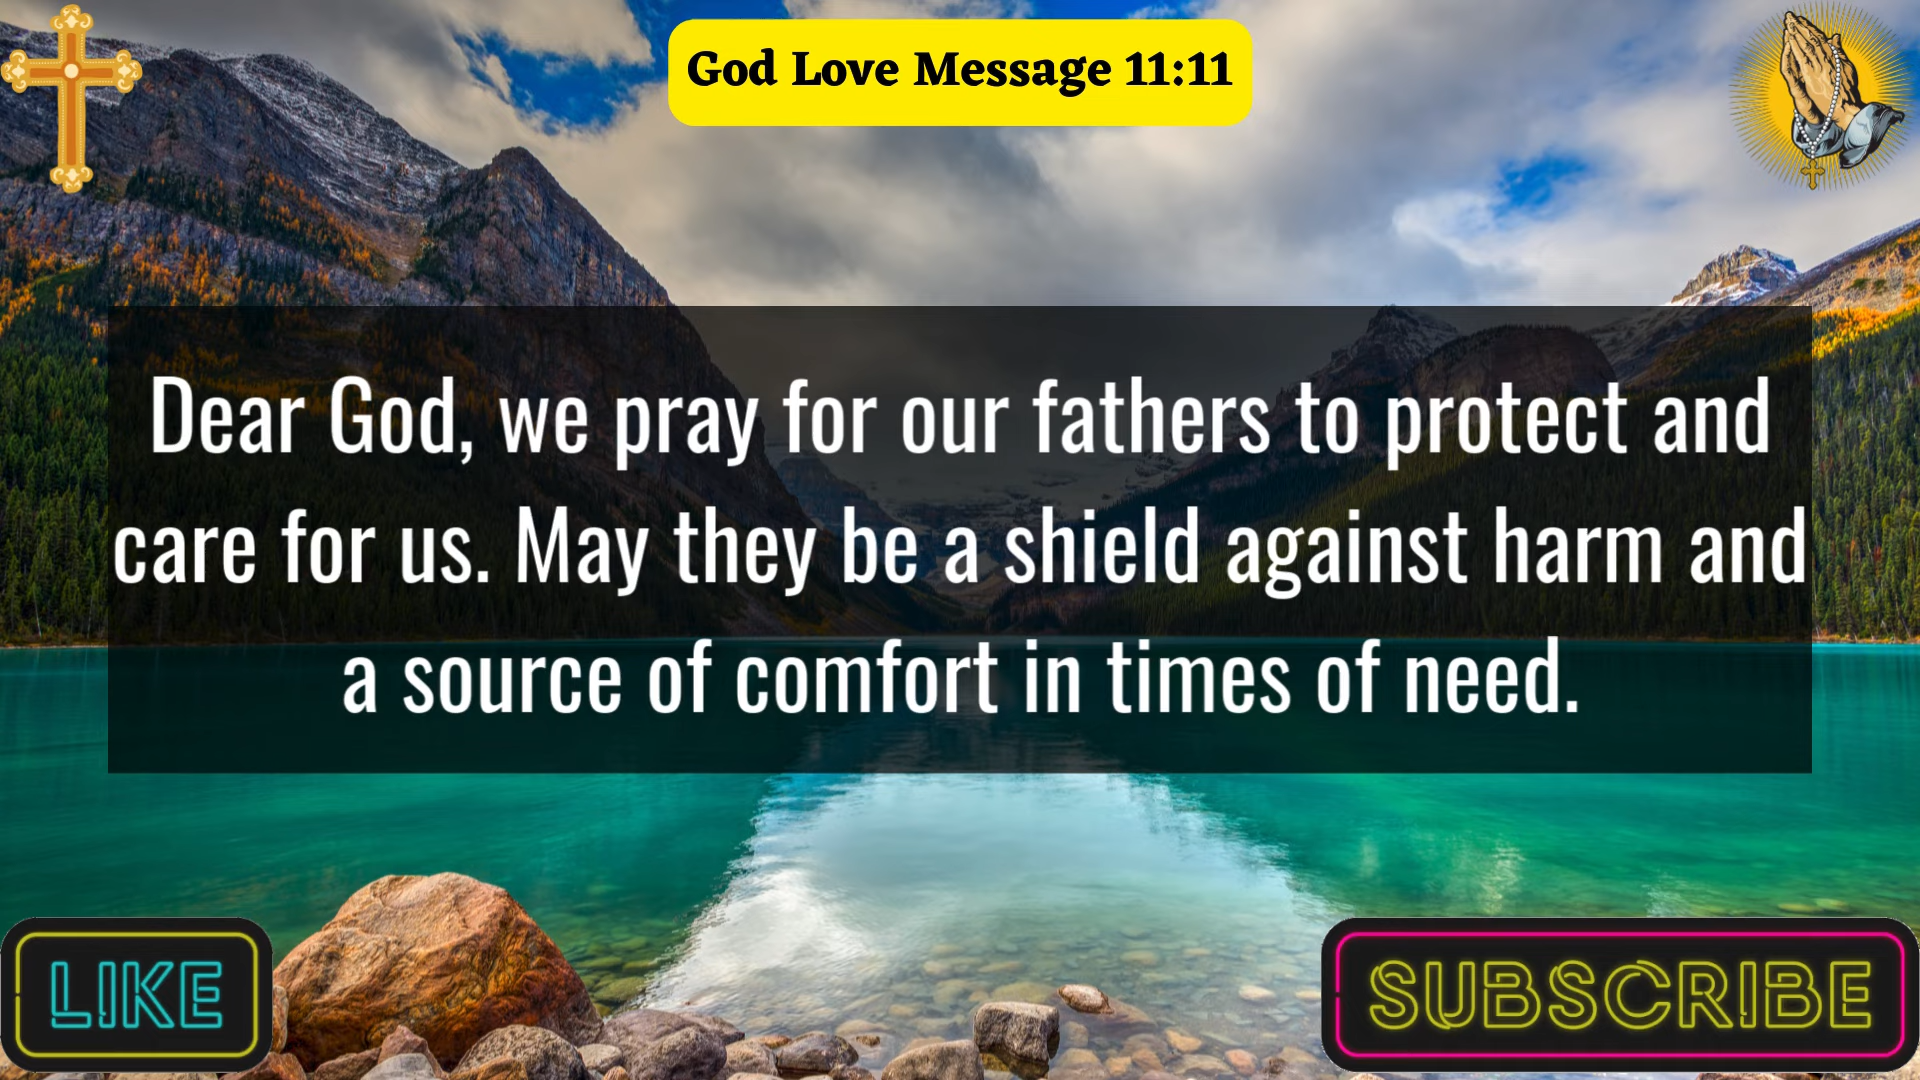 God Love Message 11:11
Dear God, we pray for our fathers to protect and
care for us. May they be a shield against harm and
a source of comfort in times of need.
LIKE
SUBSCRIBE